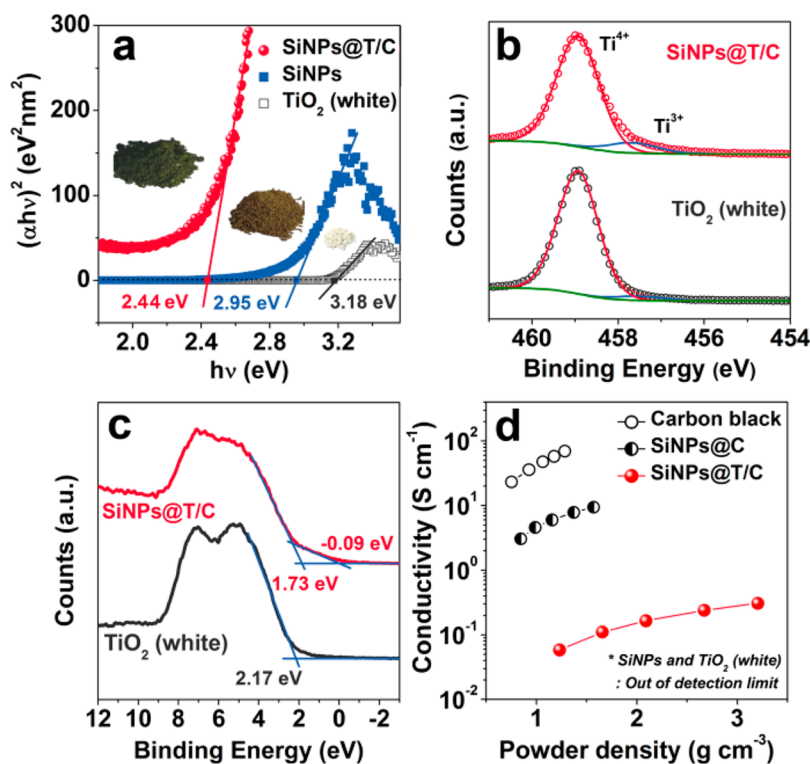 a
SiNPs@T/C
SiNPs
TiO2 (white)
300
250
200
150
100
50
0
2.44 eV
2.95 eV
3.18 eV
2.0
2.4
2.8
3.2
(αhν)² (eV²nm²)
hν (eV)
b
Ti⁴⁺
SiNPs@T/C
Ti³⁺
TiO2 (white)
Counts (a.u.)
460
458
456
454
Binding Energy (eV)
c
SiNPs@T/C
-0.09 eV
1.73 eV
TiO2 (white)
2.17 eV
Counts (a.u.)
12
10
8
6
4
2
0
-2
Binding Energy (eV)
d
Carbon black
SiNPs@C
SiNPs@T/C
10²
10¹
10⁰
10⁻¹
10⁻²
Conductivity (S cm⁻¹)
* SiNPs and TiO2 (white)
: Out of detection limit
1
2
3
Powder density (g cm⁻³)